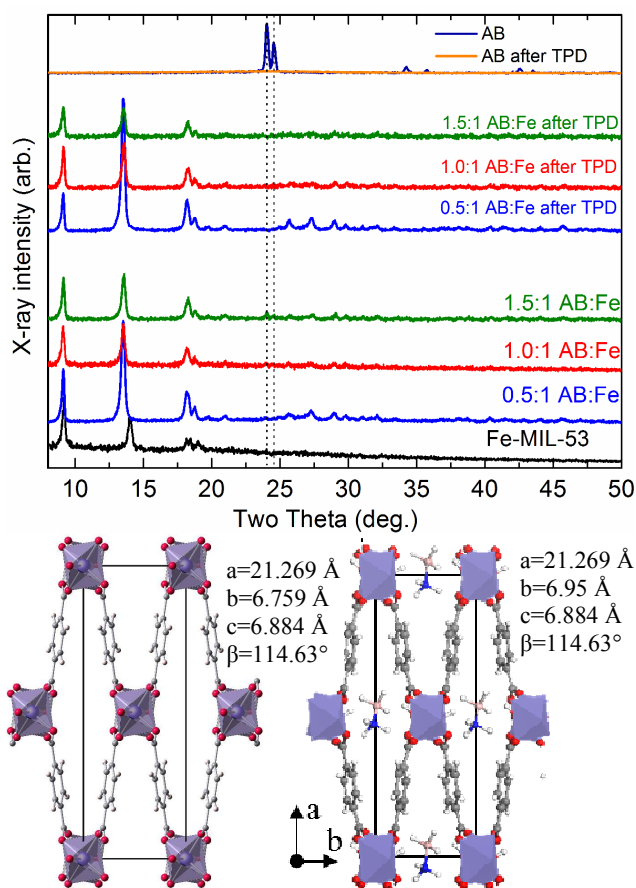 AB
AB after TPD
1.5:1 AB:Fe after TPD
1.0:1 AB:Fe after TPD
0.5:1 AB:Fe after TPD
1.5:1 AB:Fe
1.0:1 AB:Fe
0.5:1 AB:Fe
Fe-MIL-53
X-ray intensity (arb.)
10 15 20 25 30 35 40 45 50
Two Theta (deg.)
a=21.269 Å
b=6.759 Å
c=6.884 Å
β=114.63°
a=21.269 Å
b=6.95 Å
c=6.884 Å
β=114.63°
a
b